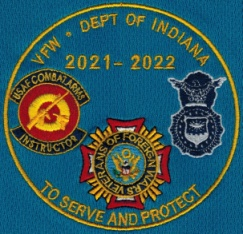 VFW • DEPT OF INDIANA
2021-2022
USAF COMBAT ARMS
INSTRUCTOR
VETERANS OF FOREIGN WARS
TO SERVE AND PROTECT